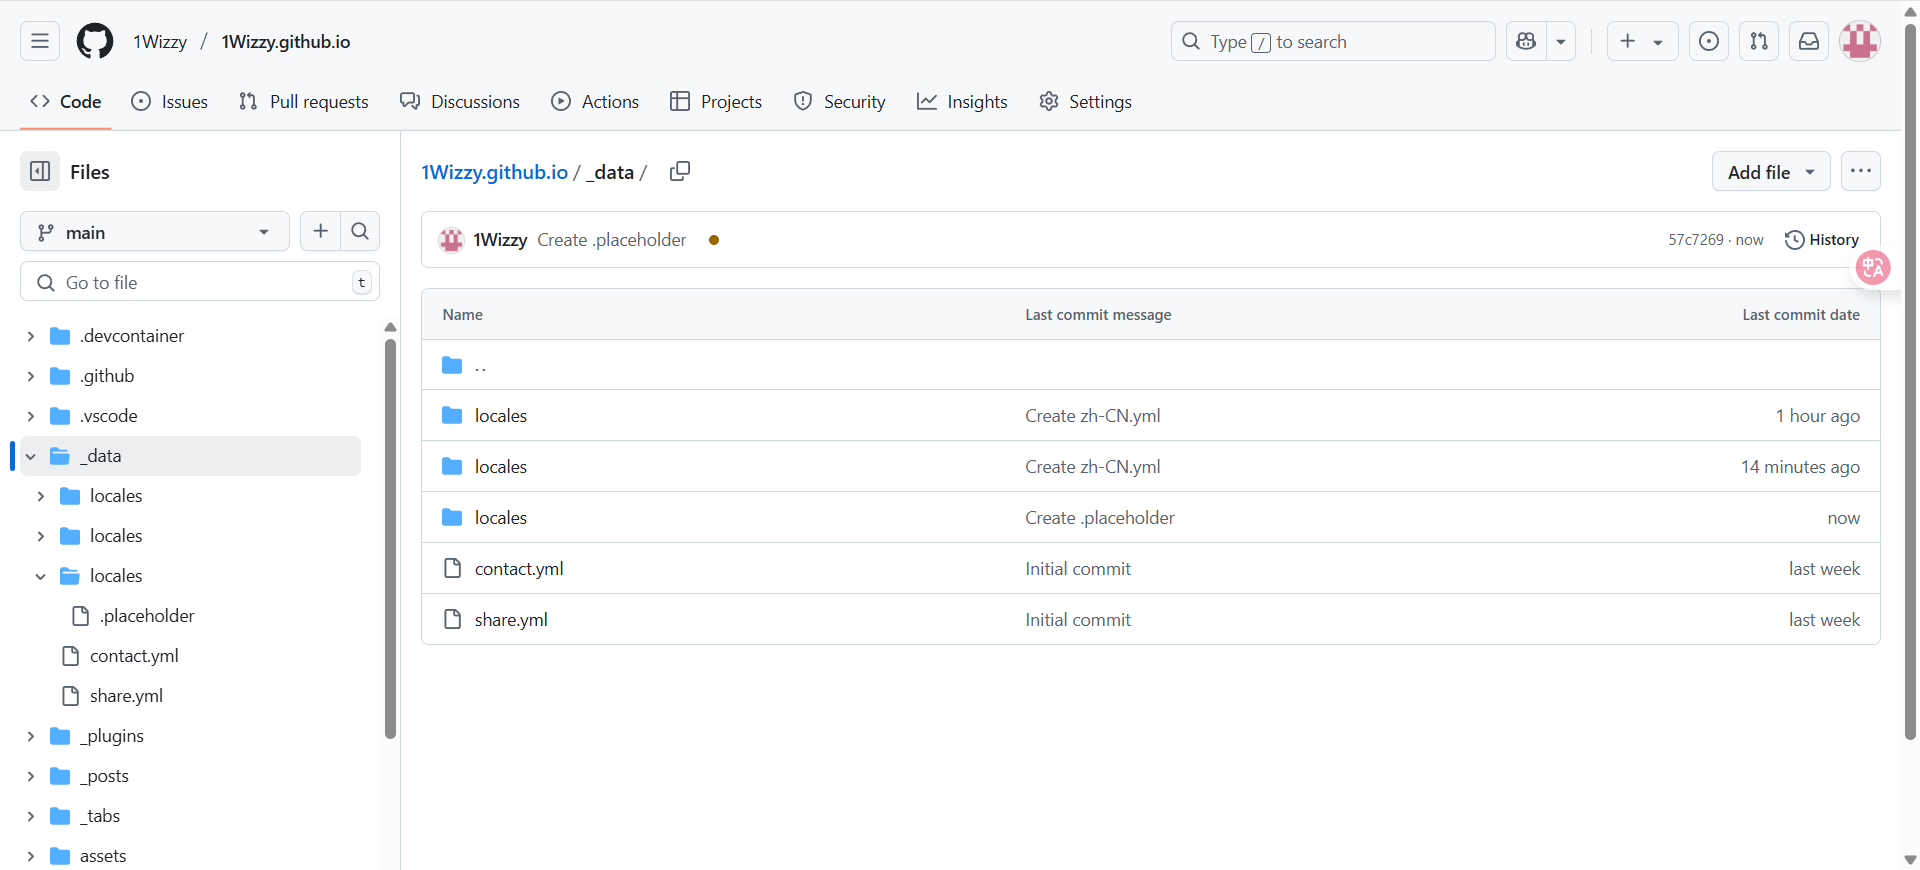 1Wizzy / 1Wizzy.github.io
Type / to search
Code Issues Pull requests Discussions Actions Projects Security Insights Settings
Files
main
Go to file t
.devcontainer
.github
.vscode
_data
locales
locales
locales
.placeholder
contact.yml
share.yml
_plugins
_posts
_tabs
assets
1Wizzy.github.io / _data /
Add file
1Wizzy Create .placeholder
57c7269 · now History
中A
Name Last commit message Last commit date
..
locales Create zh-CN.yml 1 hour ago
locales Create zh-CN.yml 14 minutes ago
locales Create .placeholder now
contact.yml Initial commit last week
share.yml Initial commit last week